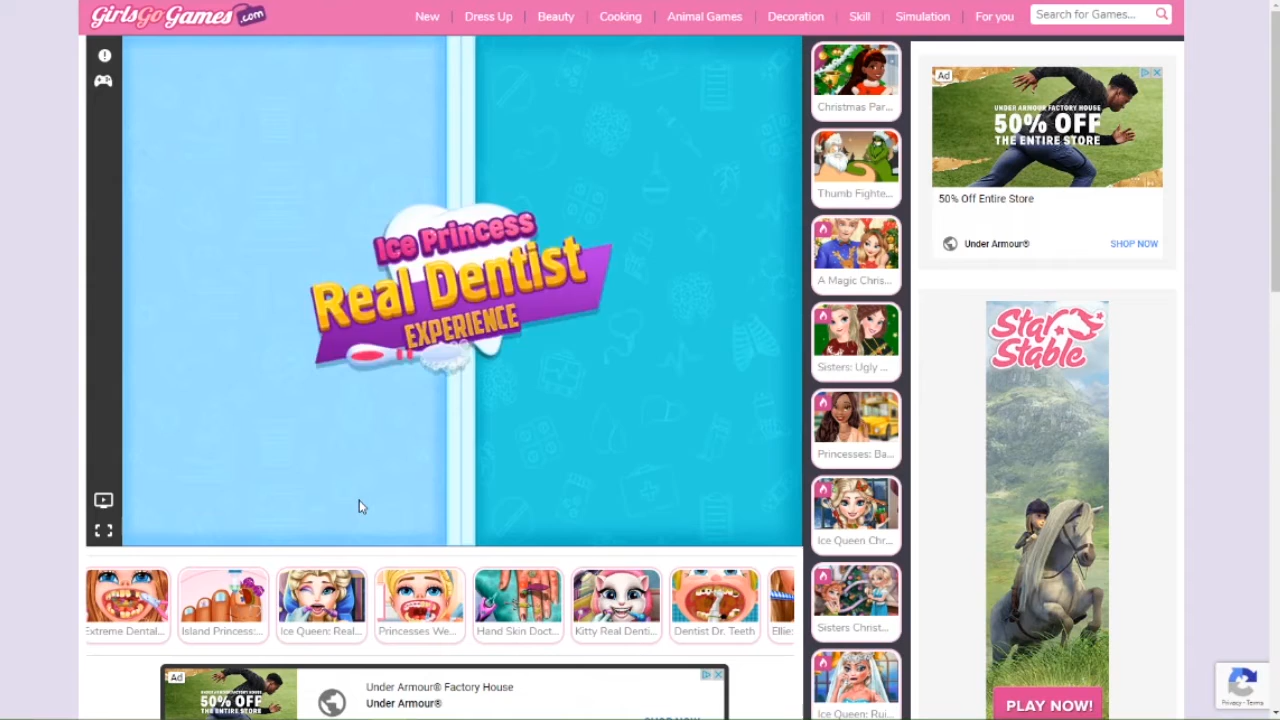 GirlsGoGames.com
New
Dress Up
Beauty
Cooking
Animal Games
Decoration
Skill
Simulation
For you
Search for Games...
Ice Princess
Real Dentist
EXPERIENCE
Christmas Par...
Thumb Fighte...
A Magic Chris...
Sisters: Ugly ...
Princesses: Ba...
Ice Queen Chr...
Sisters Christ...
Ice Queen: Rui...
Ad
UNDER ARMOUR FACTORY HOUSE
50% OFF
THE ENTIRE STORE
50% Off Entire Store
Under Armour®
SHOP NOW
Star
Stable
PLAY NOW!
Extreme Dental...
Island Princess:...
Ice Queen: Real...
Princesses We...
Hand Skin Doct...
Kitty Real Denti...
Dentist Dr. Teeth
Ellie:
Ad
50% OFF
Under Armour® Factory House
Under Armour®
SHOP NOW
Privacy - Terms